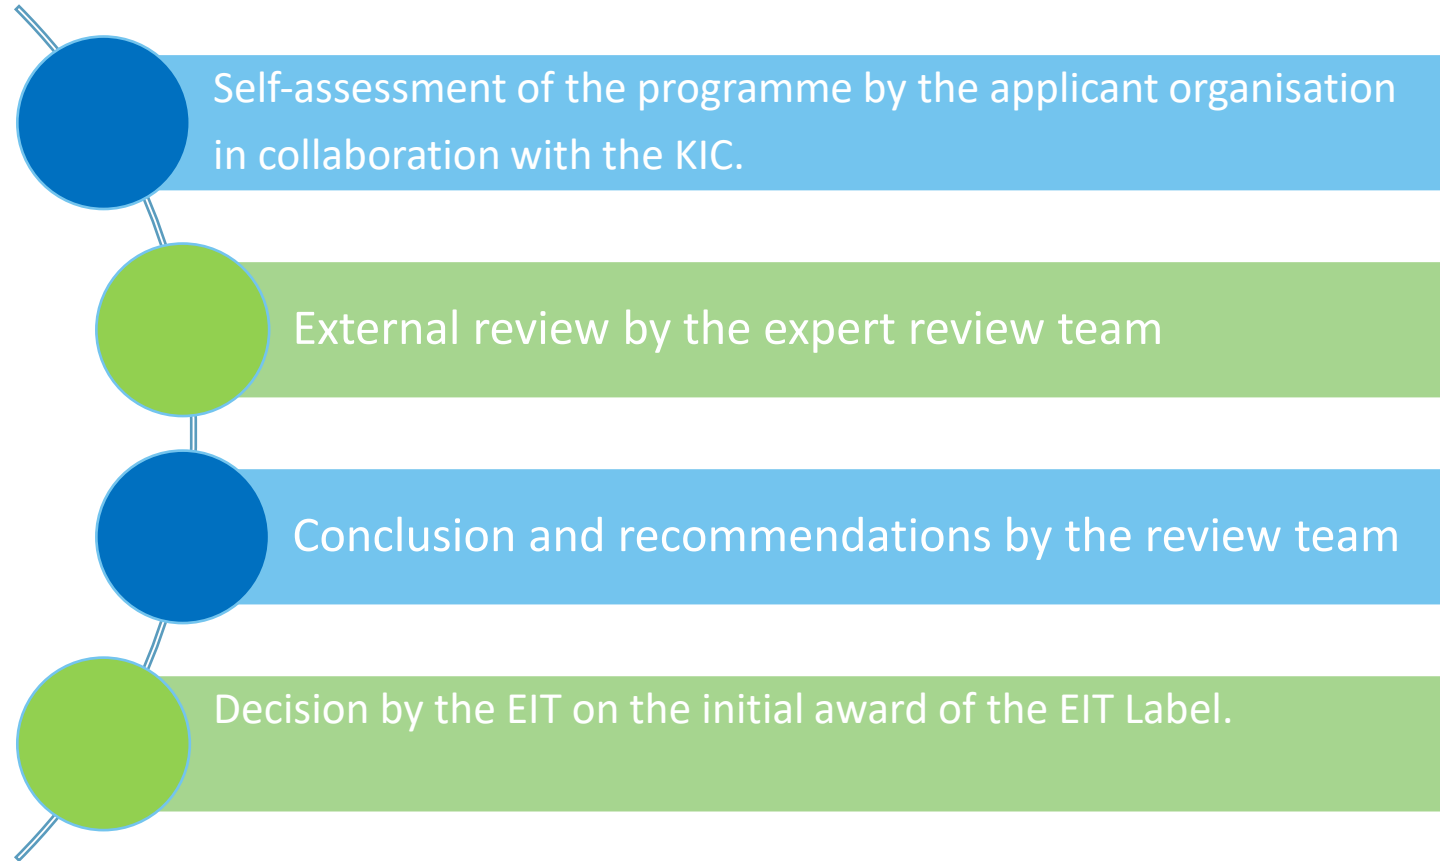 Self-assessment of the programme by the applicant organisation
in collaboration with the KIC.
External review by the expert review team
Conclusion and recommendations by the review team
Decision by the EIT on the initial award of the EIT Label.